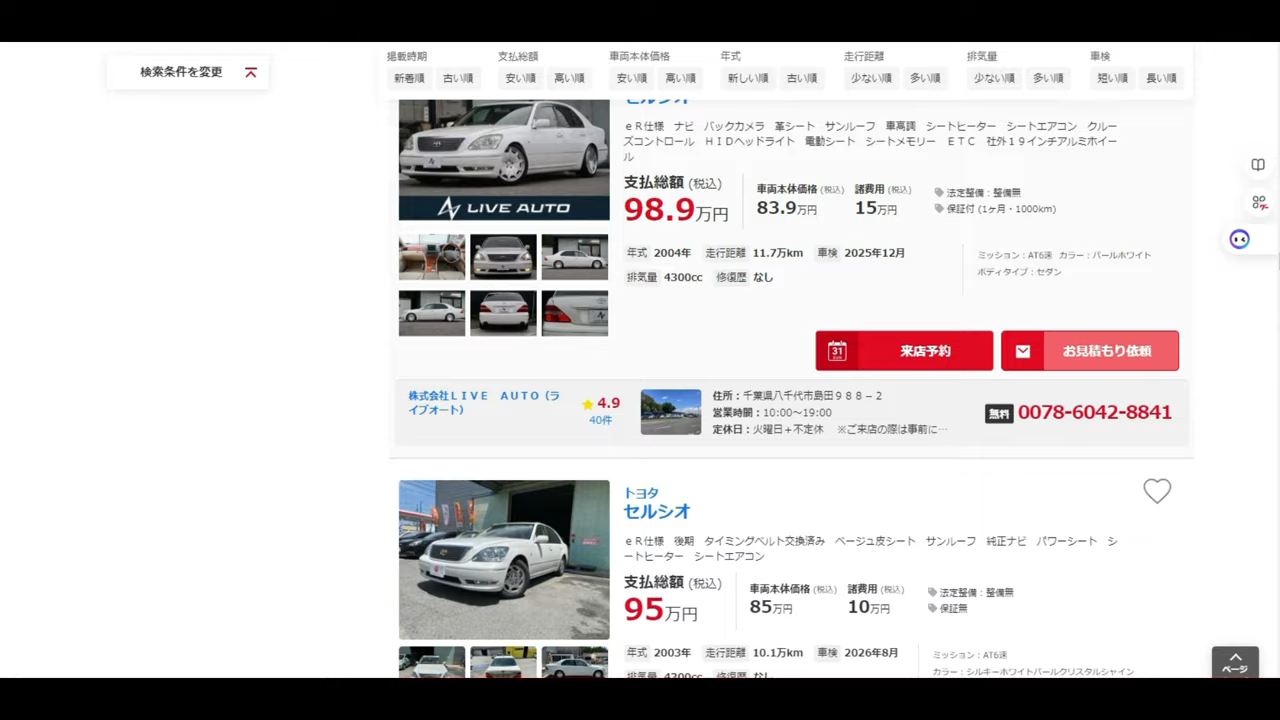 検索条件を変更
掲載時期 支払総額 車両本体価格 年式 走行距離 排気量 車検
新着順 古い順 安い順 高い順 安い順 高い順 新しい順 古い順 少ない順 多い順 少ない順 多い順 短い順 長い順
セルシオ
ｅＲ仕様　ナビ　バックカメラ　革シート　サンルーフ　車高調　シートヒーター　シートエアコン　クルー
ズコントロール　ＨＩＤヘッドライト　電動シート　シートメモリー　ＥＴＣ　社外１９インチアルミホイー
ル
支払総額 (税込) 車両本体価格 (税込) 諸費用 (税込) 法定整備：整備無
98.9万円 83.9万円 15万円 保証付 (1ヶ月・1000km)
LIVE AUTO
年式 2004年 走行距離 11.7万km 車検 2025年12月
排気量 4300cc 修復歴 なし
ミッション：AT6速 カラー：パールホワイト
ボディタイプ：セダン
31
来店予約
お見積もり依頼
株式会社ＬＩＶＥ　ＡＵＴＯ（ラ
イブオート）
4.9
40件
住所：千葉県八千代市島田９８８－２
営業時間：10:00〜19:00
定休日：火曜日＋不定休　※ご来店の際は事前に…
無料 0078-6042-8841
トヨタ
セルシオ
ｅＲ仕様　後期　タイミングベルト交換済み　ベージュ皮シート　サンルーフ　純正ナビ　パワーシート　シ
ートヒーター　シートエアコン
支払総額 (税込) 車両本体価格 (税込) 諸費用 (税込) 法定整備：整備無
95万円 85万円 10万円 保証無
年式 2003年 走行距離 10.1万km 車検 2026年8月
排気量 4300cc 修復歴 なし
ミッション：AT6速
カラー：シルキーホワイトパールクリスタルシャイン
ページ